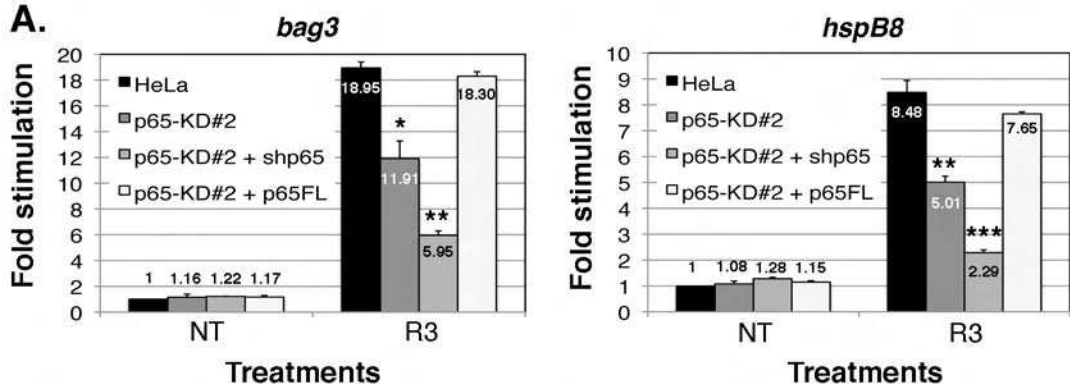 A.
bag3
Fold stimulation
20
18
16
14
12
10
8
6
4
2
0
HeLa
p65-KD#2
p65-KD#2 + shp65
p65-KD#2 + p65FL
1 1.16 1.22 1.17
18.95
*
11.91
**
5.95
18.30
NT R3
Treatments
hspB8
Fold stimulation
10
9
8
7
6
5
4
3
2
1
0
HeLa
p65-KD#2
p65-KD#2 + shp65
p65-KD#2 + p65FL
1 1.08 1.28 1.15
8.48
**
5.01
***
2.29
7.65
NT R3
Treatments